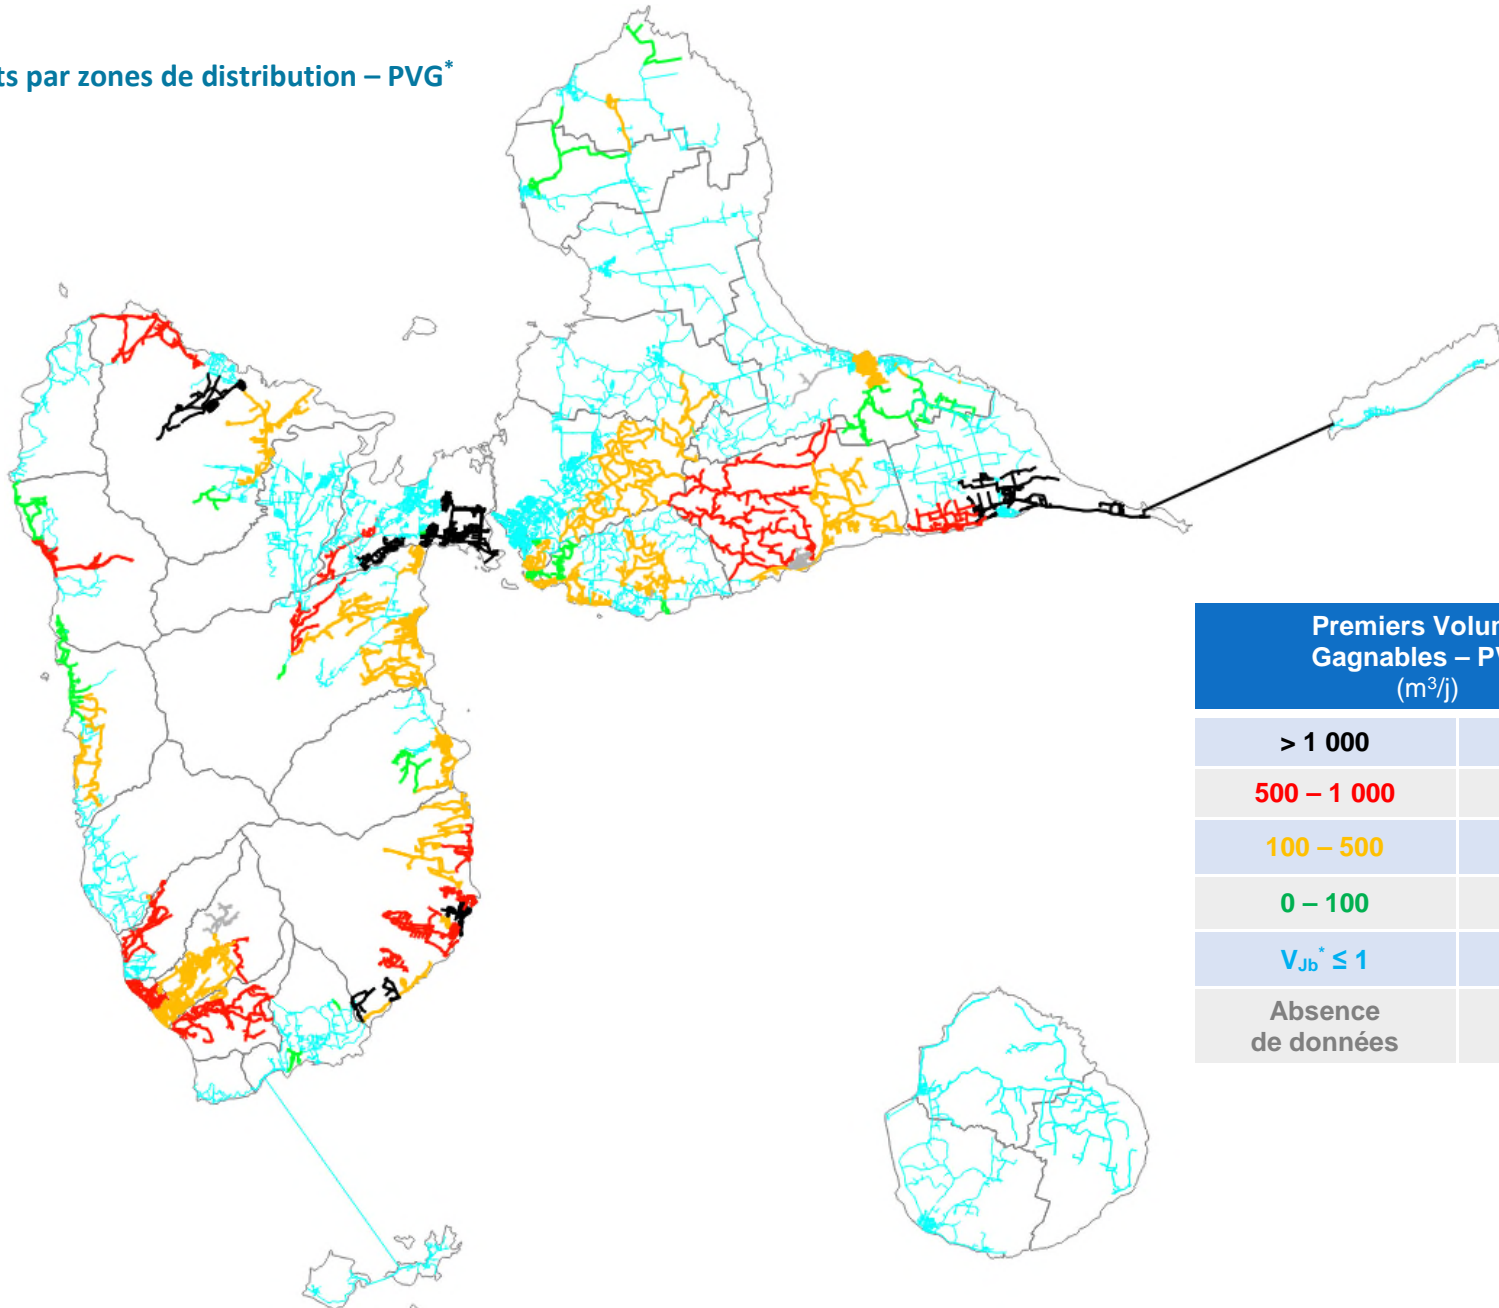 ts par zones de distribution – PVG*
Premiers Volu
Gagnables – P
(m³/j)
> 1 000
500 – 1 000
100 – 500
0 – 100
V_Jb* ≤ 1
Absence
de données